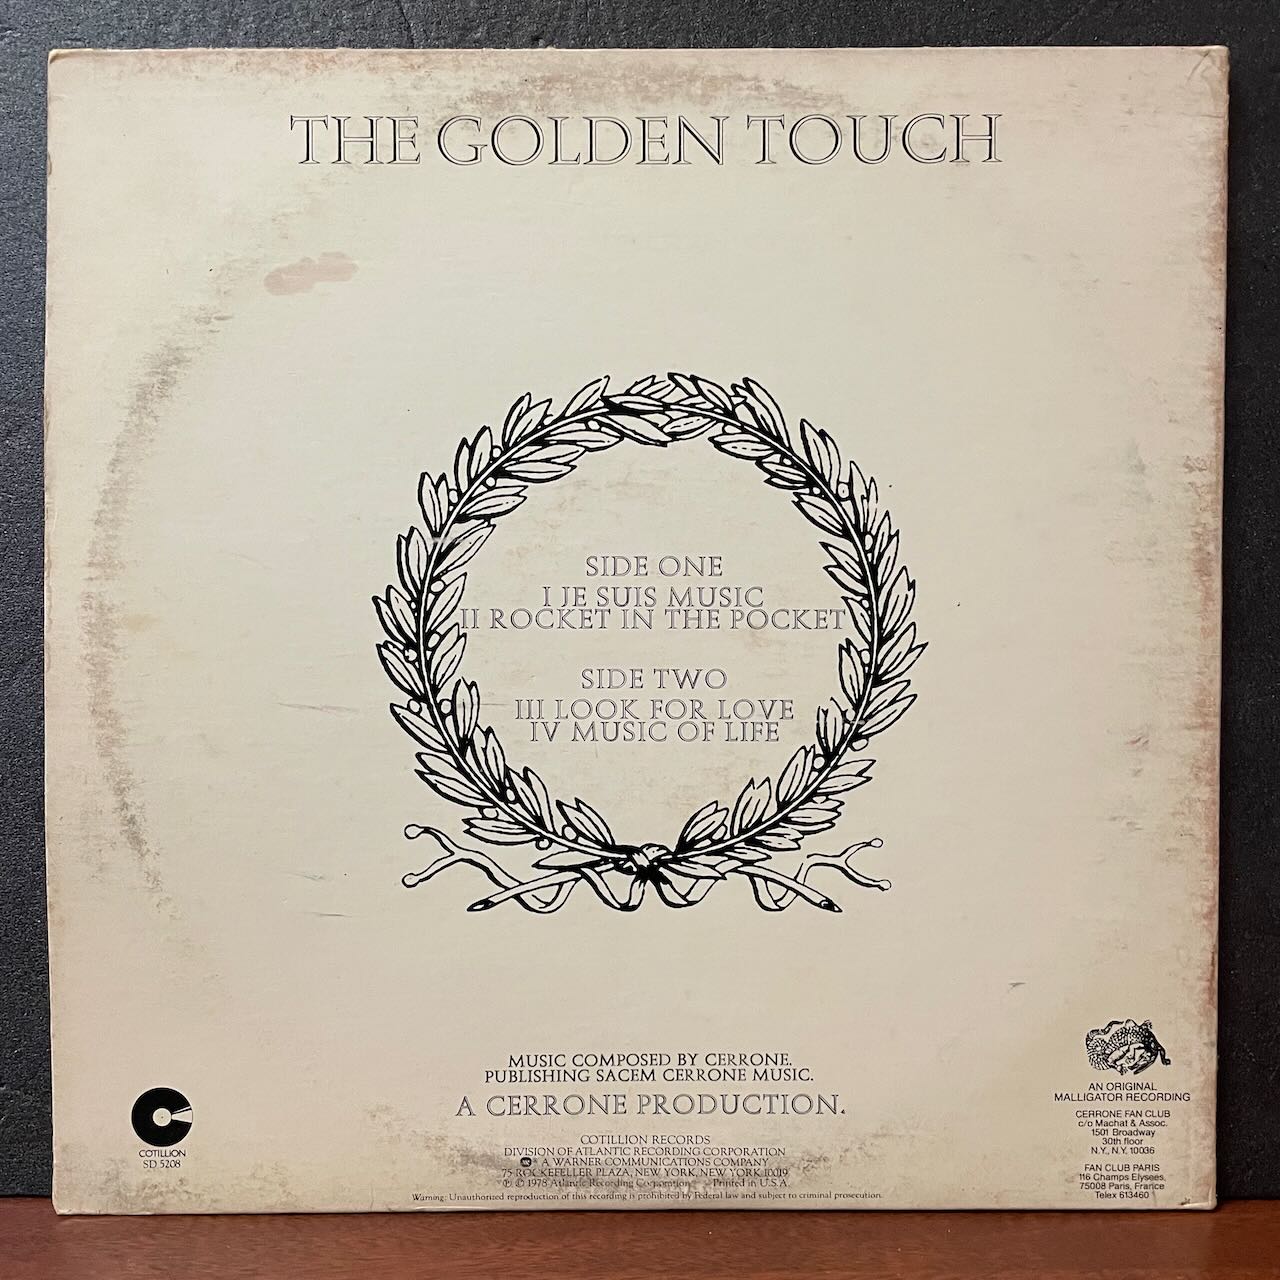 THE GOLDEN TOUCH
SIDE ONE
I JE SUIS MUSIC
II ROCKET IN THE POCKET
SIDE TWO
III LOOK FOR LOVE
IV MUSIC OF LIFE
MUSIC COMPOSED BY CERRONE.
PUBLISHING SACEM CERRONE MUSIC.
A CERRONE PRODUCTION.
COTILLION
SD 5208
COTILLION RECORDS
DIVISION OF ATLANTIC RECORDING CORPORATION
A WARNER COMMUNICATIONS COMPANY
75 ROCKEFELLER PLAZA, NEW YORK, NEW YORK 10019
℗ © 1978 Atlantic Recording Corporation Printed in U.S.A.
Warning: Unauthorized reproduction of this recording is prohibited by Federal law and subject to criminal prosecution.
AN ORIGINAL
MALLIGATOR RECORDING
CERRONE FAN CLUB
c/o Machat & Assoc.
1501 Broadway
30th floor
N.Y., N.Y. 10036
FAN CLUB PARIS
116 Champs Elysees,
75008 Paris, France
Telex 613460